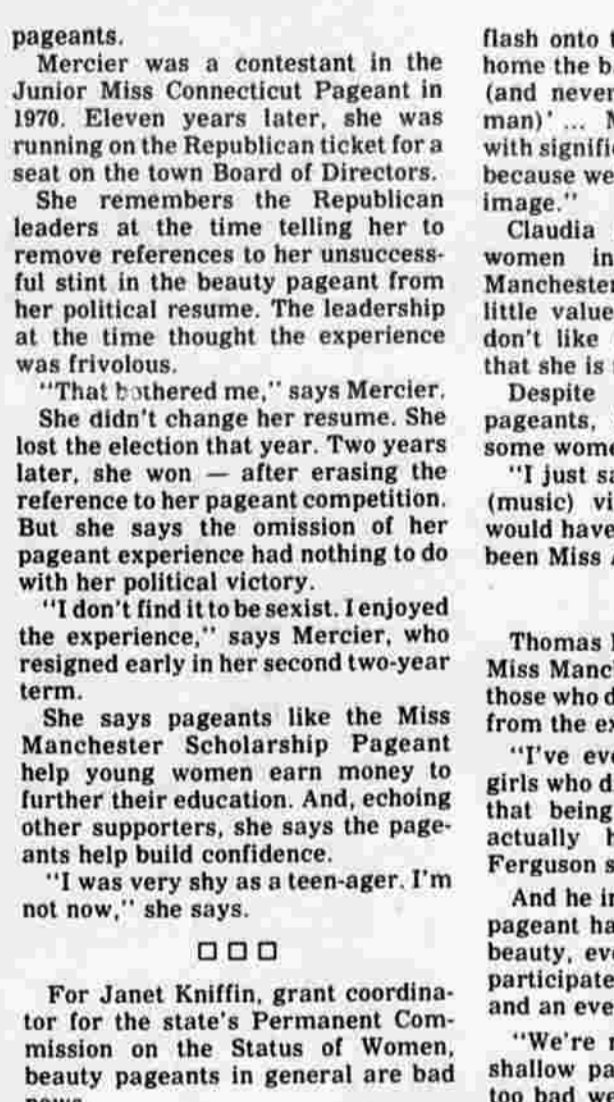 pageants.
Mercier was a contestant in the
Junior Miss Connecticut Pageant in
1970. Eleven years later, she was
running on the Republican ticket for a
seat on the town Board of Directors.
She remembers the Republican
leaders at the time telling her to
remove references to her unsuccess-
ful stint in the beauty pageant from
her political resume. The leadership
at the time thought the experience
was frivolous.
"That bothered me," says Mercier.
She didn't change her resume. She
lost the election that year. Two years
later, she won — after erasing the
reference to her pageant competition.
But she says the omission of her
pageant experience had nothing to do
with her political victory.
"I don't find it to be sexist. I enjoyed
the experience," says Mercier, who
resigned early in her second two-year
term.
She says pageants like the Miss
Manchester Scholarship Pageant
help young women earn money to
further their education. And, echoing
other supporters, she says the page-
ants help build confidence.
"I was very shy as a teen-ager. I'm
not now," she says.
□ □ □
For Janet Kniffin, grant coordina-
tor for the state's Permanent Com-
mission on the Status of Women,
beauty pageants in general are bad
flash onto
home the
(and never
man)' ...
with
because we
image."
Claudia
women in
Manchester
little value
don't like
that she is
Despite
pageants,
some
"I just
(music)
would have
been Miss
Thomas
Miss
those who
from the
"I've
girls who
that being
actually
Ferguson
And he
pageant
beauty,
participate
and an
"We're
shallow
too bad